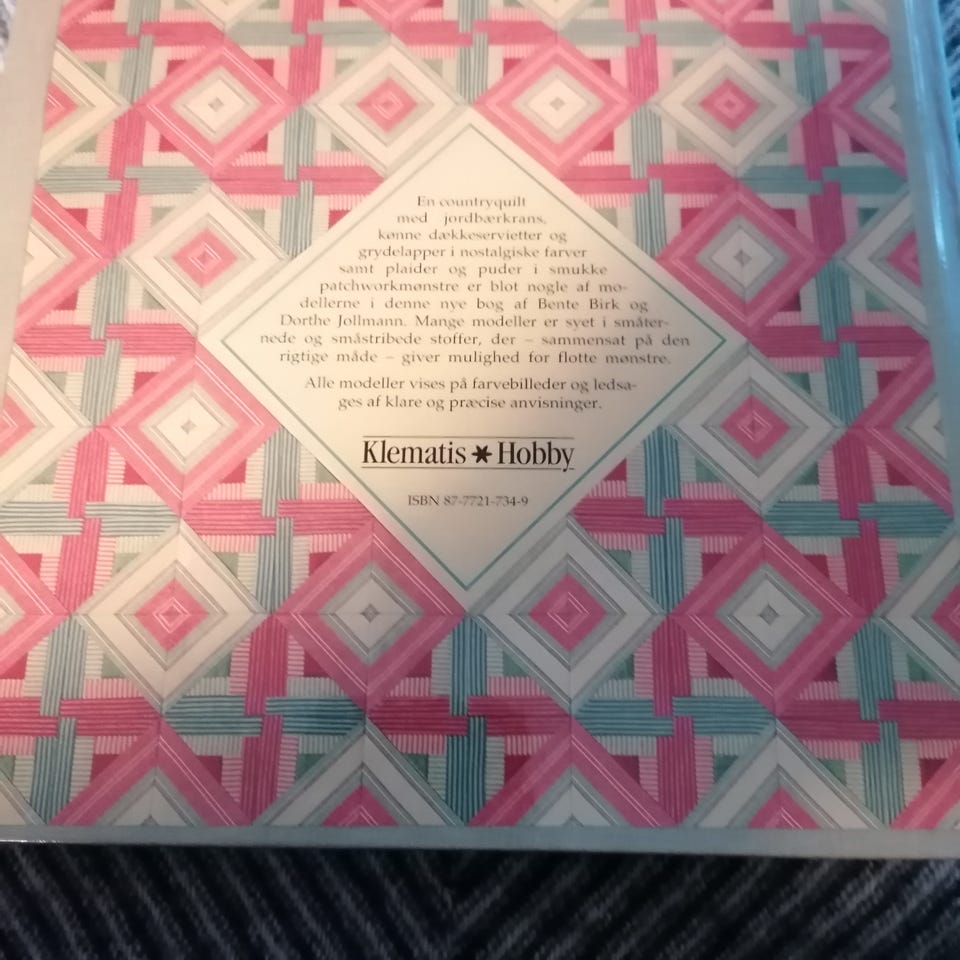 En countryquilt
med jordbærkrans,
kønne dækkeservietter og
grydelapper i nostalgiske farver
samt plaider og puder i smukke
patchworkmønstre er blot nogle af mo-
dellerne i denne nye bog af Bente Birk og
Dorthe Jollmann. Mange modeller er syet i småter-
nede og småstribede stoffer, der – sammensat på den
rigtige måde – giver mulighed for flotte mønstre.
Alle modeller vises på farvebilleder og ledsa-
ges af klare og præcise anvisninger.
Klematis ✶ Hobby
ISBN 87-7721-734-9